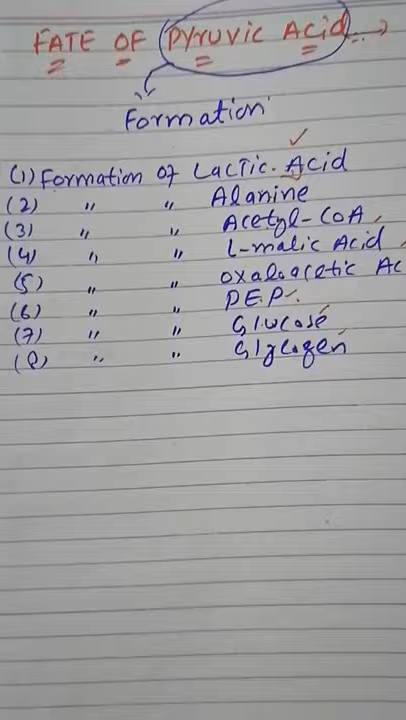 FATE OF Pyruvic Acid →
Formation
(1) Formation of Lactic. Acid
(2) " " Alanine
(3) " " Acetyl-CoA
(4) " " L-malic Acid
(5) " " Oxaloacetic Ac
(6) " " P.E.P.
(7) " " Glucose
(8) " " Glycogen